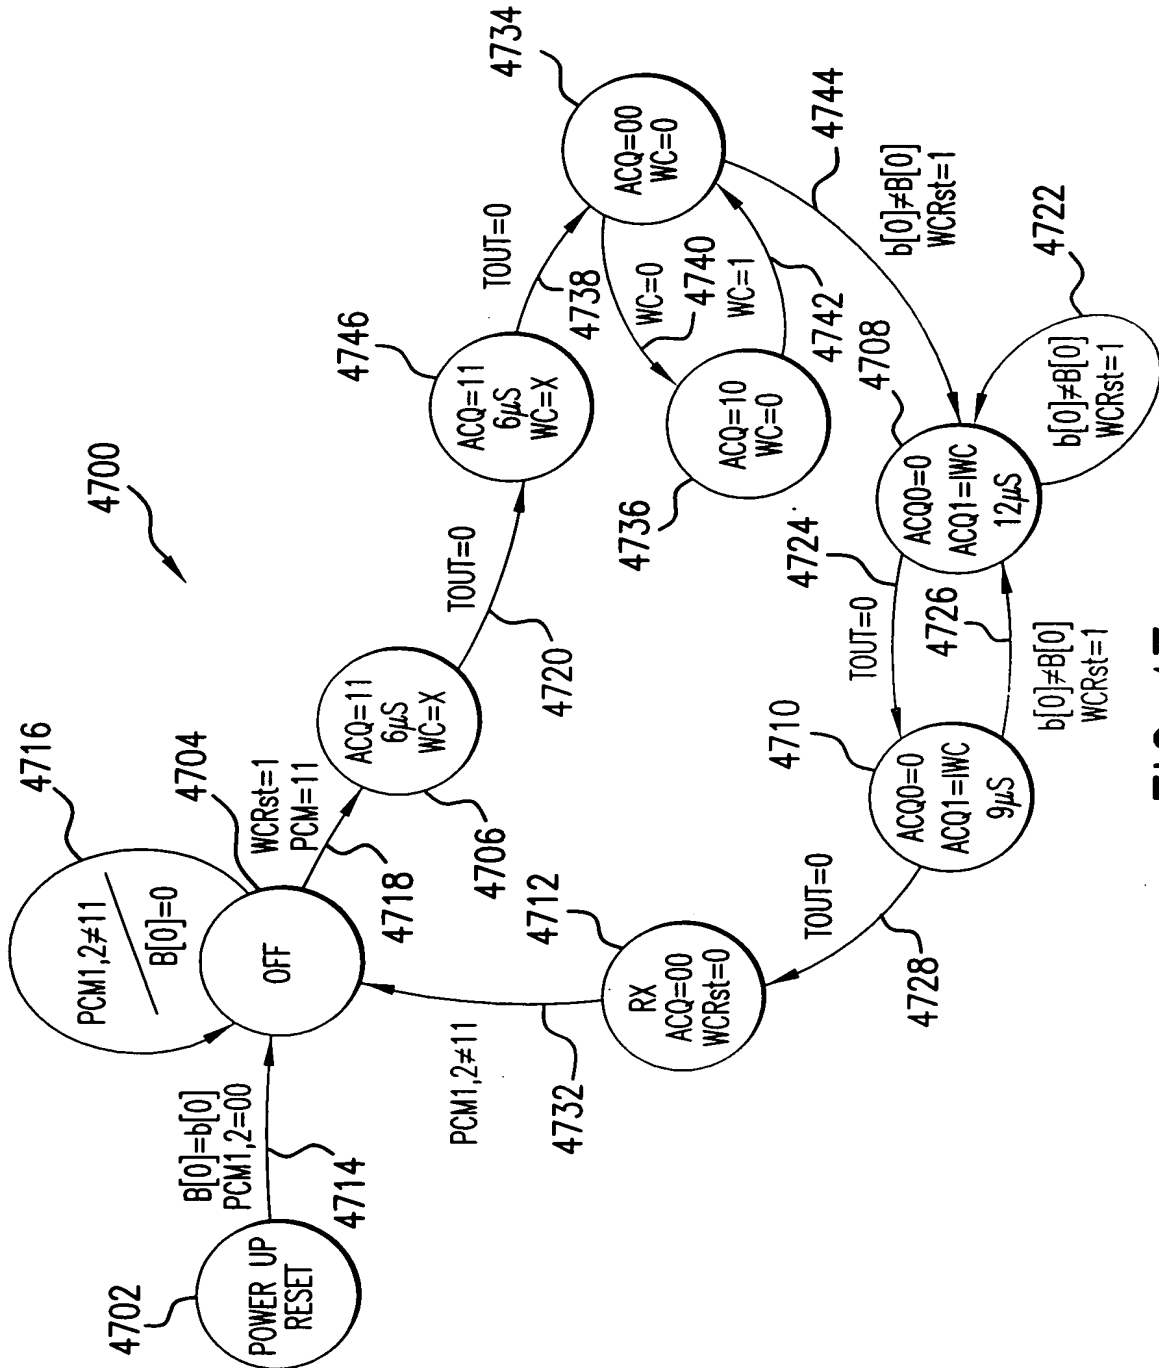 4700
4702
POWER UP
RESET
B[0]=b[0]
PCM1,2=00
4714
4716
PCM1,2≠11
B[0]=0
4704
OFF
WCRst=1
PCM=11
4718
4706
ACQ=11
6µS
WC=X
TOUT=0
4720
4746
ACQ=11
6µS
WC=X
TOUT=0
4738
4734
ACQ=00
WC=0
WC=0
4740
WC=1
4742
4736
ACQ=10
WC=0
4744
b[0]≠B[0]
WCRst=1
4722
b[0]≠B[0]
WCRst=1
4708
ACQ0=0
ACQ1=IWC
12µS
4724
TOUT=0
4726
b[0]≠B[0]
WCRst=1
4710
ACQ0=0
ACQ1=IWC
9µS
TOUT=0
4728
4712
RX
ACQ=00
WCRst=0
PCM1,2≠11
4732